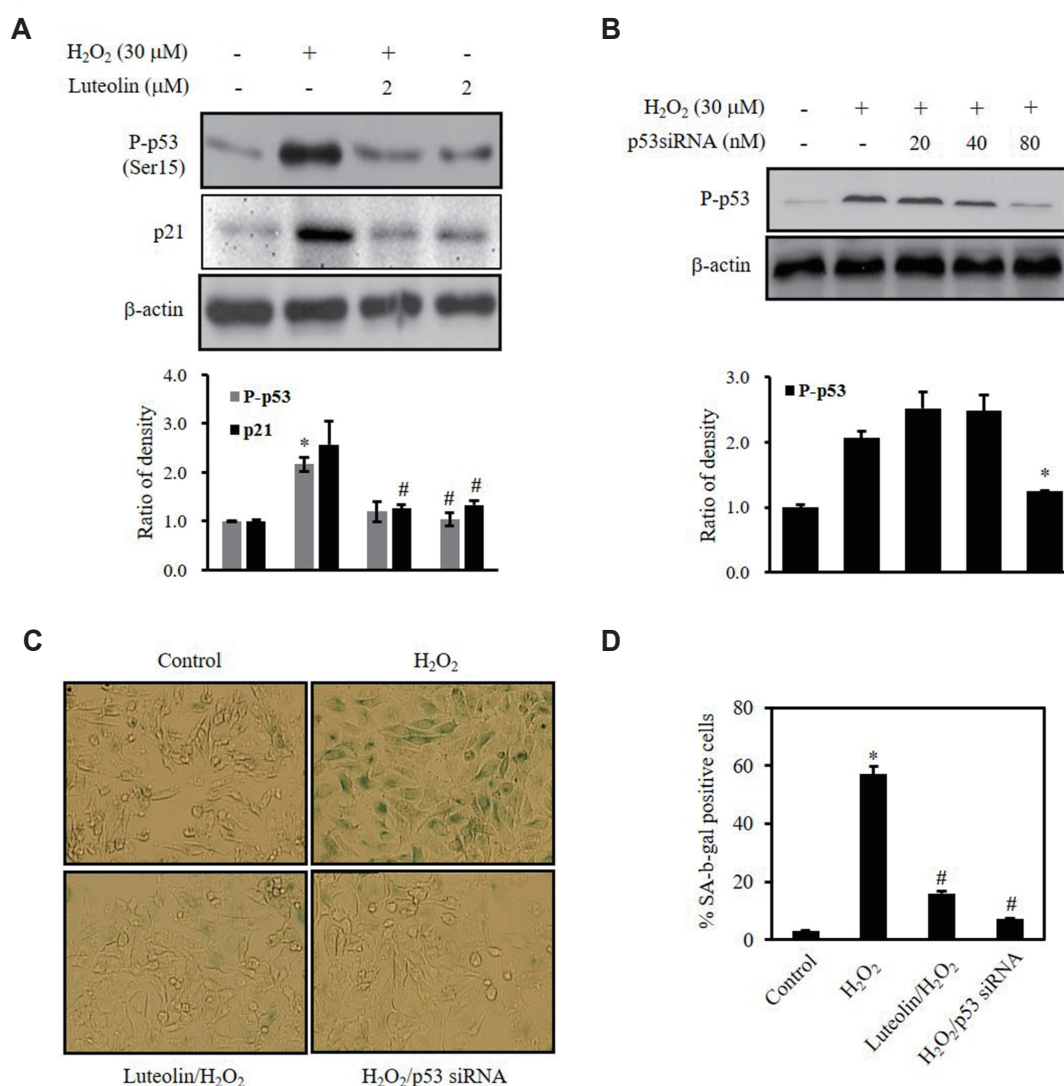 A
H₂O₂ (30 μM) - + + -
Luteolin (μM) - - 2 2
P-p53
(Ser15)
p21
β-actin
4.0
3.0
2.0
1.0
0.0
Ratio of density
P-p53
p21
*
#
#
#
B
H₂O₂ (30 μM) - + + + +
p53siRNA (nM) - - 20 40 80
P-p53
β-actin
3.0
2.0
1.0
0.0
Ratio of density
P-p53
*
C
Control H₂O₂
Luteolin/H₂O₂ H₂O₂/p53 siRNA
D
80
60
40
20
0
% SA-b-gal positive cells
*
#
#
Control
H₂O₂
Luteolin/H₂O₂
H₂O₂/p53 siRNA